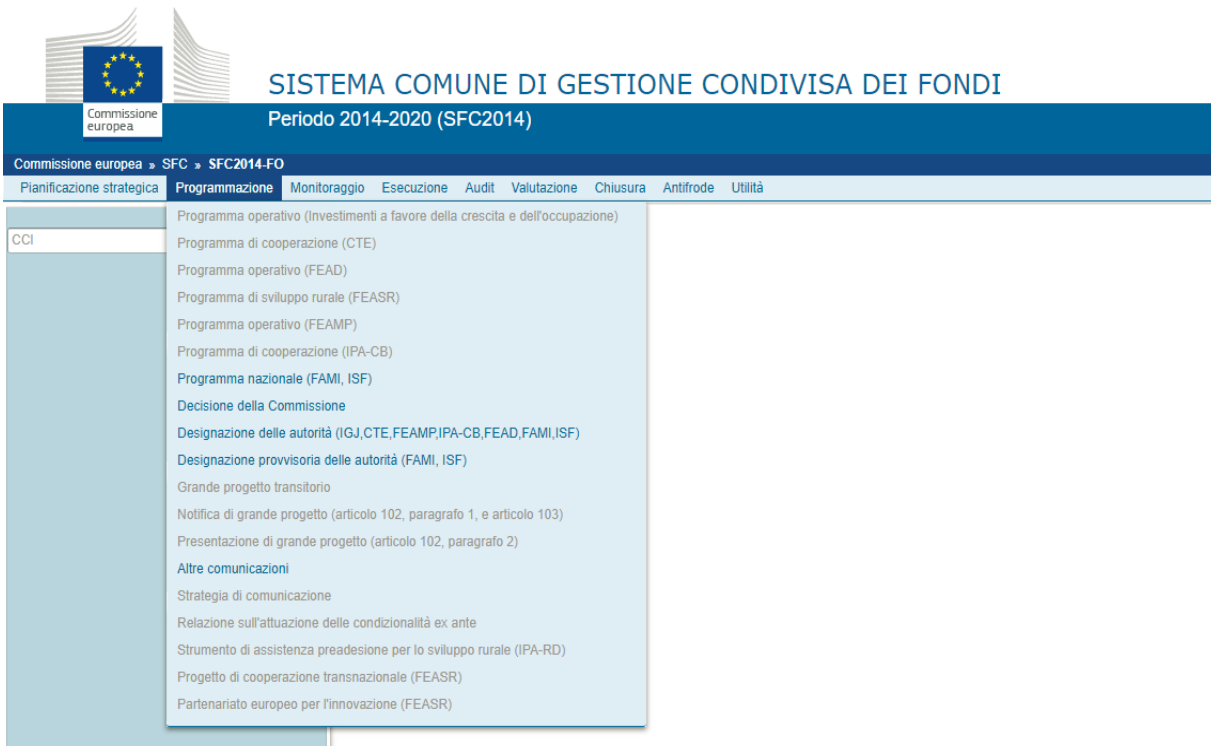 Commissione
europea
SISTEMA COMUNE DI GESTIONE CONDIVISA DEI FONDI
Periodo 2014-2020 (SFC2014)
Commissione europea » SFC » SFC2014-FO
Pianificazione strategica Programmazione Monitoraggio Esecuzione Audit Valutazione Chiusura Antifrode Utilità
CCI
Programma operativo (Investimenti a favore della crescita e dell'occupazione)
Programma di cooperazione (CTE)
Programma operativo (FEAD)
Programma di sviluppo rurale (FEASR)
Programma operativo (FEAMP)
Programma di cooperazione (IPA-CB)
Programma nazionale (FAMI, ISF)
Decisione della Commissione
Designazione delle autorità (IGJ,CTE,FEAMP,IPA-CB,FEAD,FAMI,ISF)
Designazione provvisoria delle autorità (FAMI, ISF)
Grande progetto transitorio
Notifica di grande progetto (articolo 102, paragrafo 1, e articolo 103)
Presentazione di grande progetto (articolo 102, paragrafo 2)
Altre comunicazioni
Strategia di comunicazione
Relazione sull'attuazione delle condizionalità ex ante
Strumento di assistenza preadesione per lo sviluppo rurale (IPA-RD)
Progetto di cooperazione transnazionale (FEASR)
Partenariato europeo per l'innovazione (FEASR)